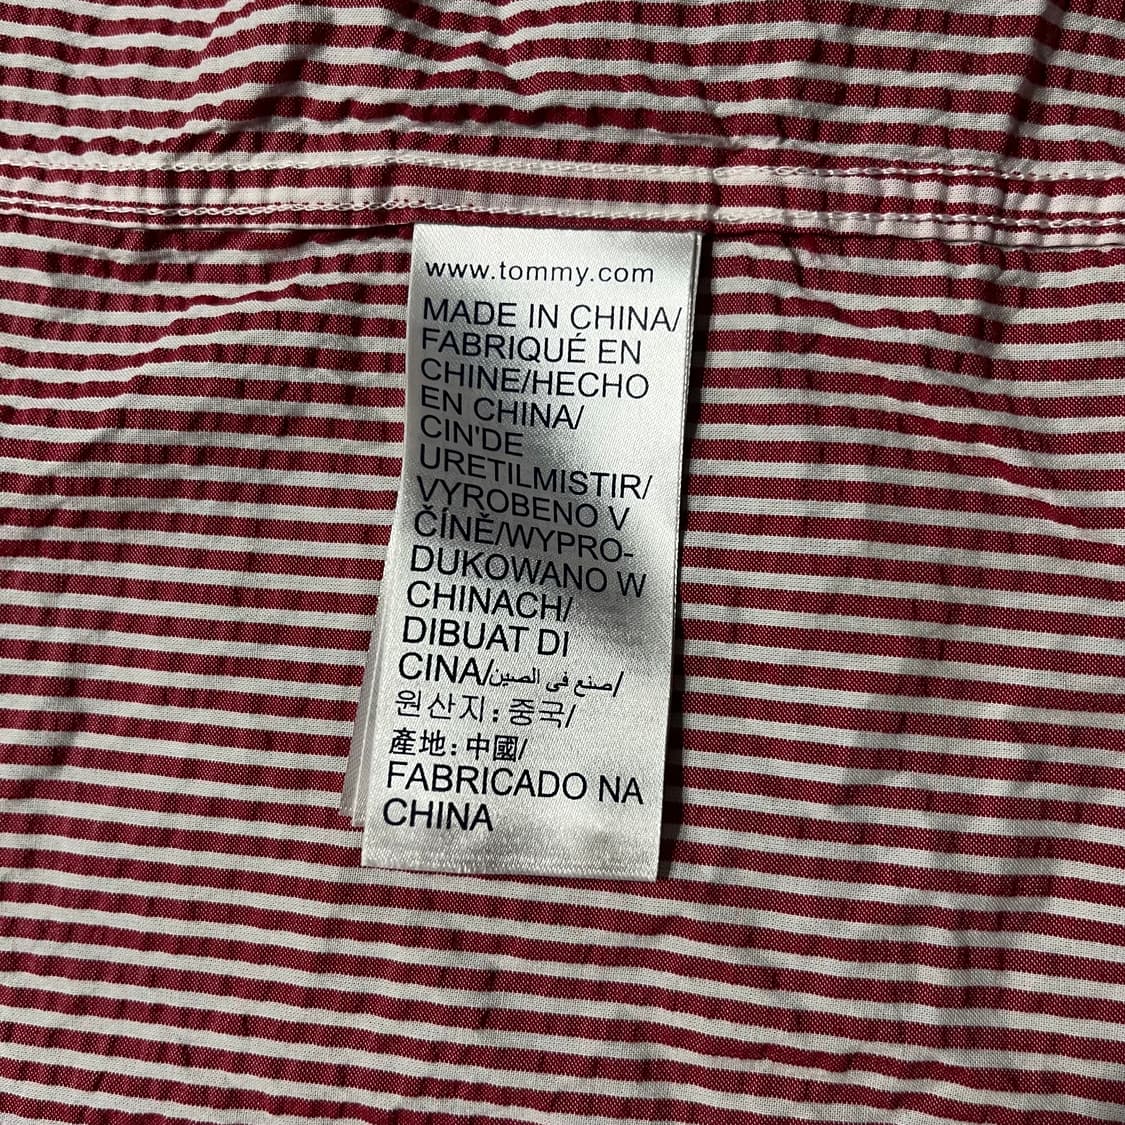 www.tommy.com
MADE IN CHINA/
FABRIQUÉ EN
CHINE/HECHO
EN CHINA/
CIN'DE
URETILMISTIR/
VYROBENO V
ČÍNĚ/WYPRO-
DUKOWANO W
CHINACH/
DIBUAT DI
CINA/صنع في الصين/
원산지:중국/
產地:中國/
FABRICADO NA
CHINA